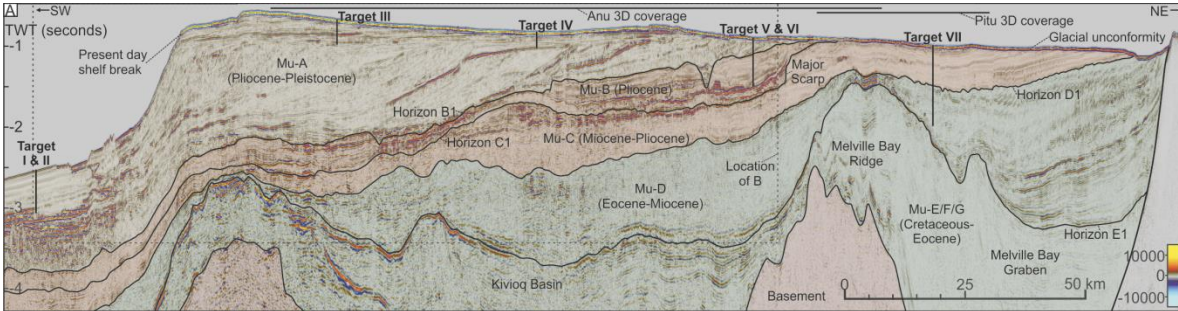 A
SW
NE
TWT (seconds)
Target III
Anu 3D coverage
Target IV
Pitu 3D coverage
Target V & VI
Target VII
Glacial unconformity
-1
Present day
shelf break
Mu-A
(Pliocene-Pleistocene)
Major
Scarp
Mu-B (Pliocene)
Horizon D1
Horizon B1
-2
Mu-C (Miocene-Pliocene)
Horizon C1
Target
I & II
Melville Bay
Ridge
Location
of B
Mu-D
(Eocene-Miocene)
Mu-E/F/G
(Cretaceous-
Eocene)
-3
Horizon E1
Melville Bay
Graben
Kivioq Basin
Basement
0
25
50 km
10000
0
-10000